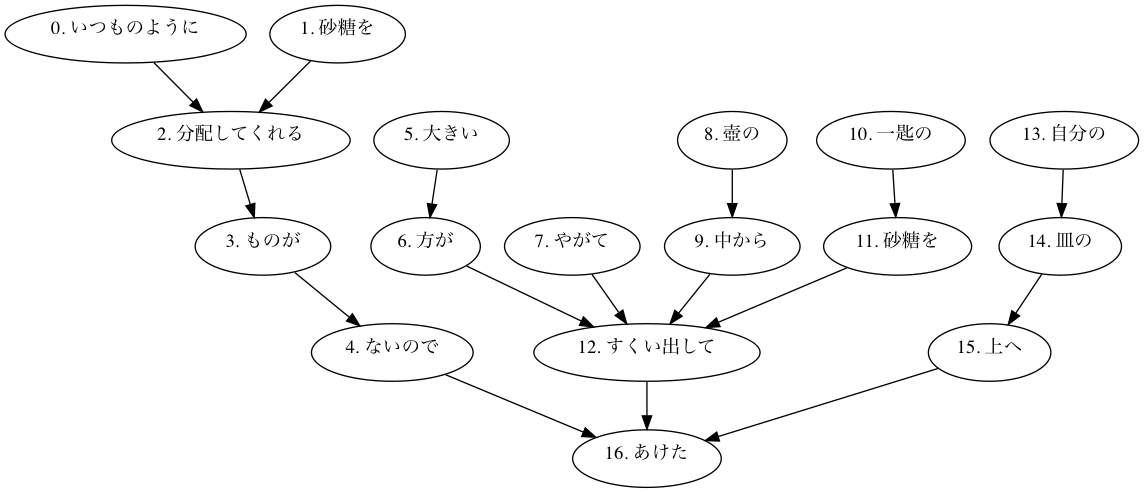 0. いつものように
1. 砂糖を
2. 分配してくれる
5. 大きい
8. 壺の
10. 一匙の
13. 自分の
3. ものが
6. 方が
7. やがて
9. 中から
11. 砂糖を
14. 皿の
4. ないので
12. すくい出して
15. 上へ
16. あけた